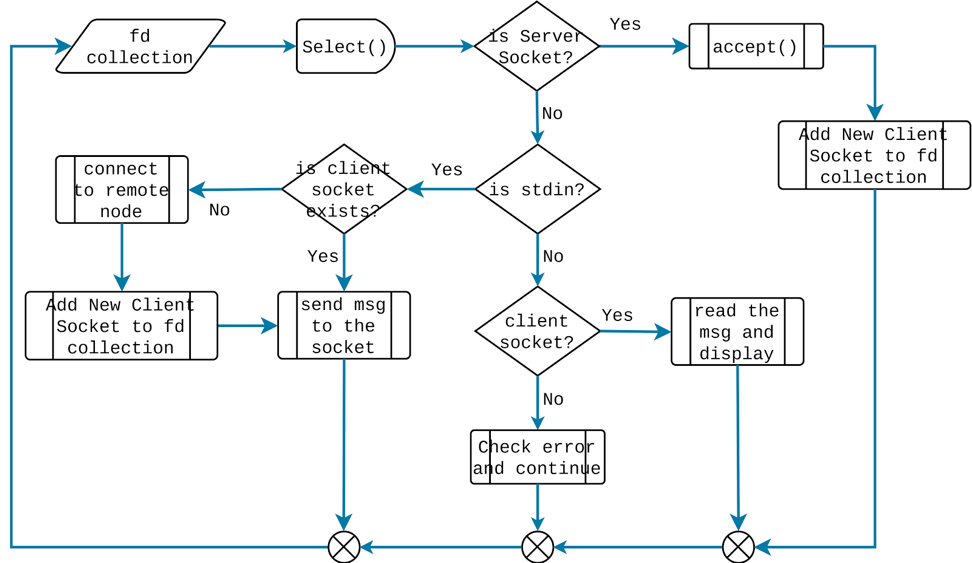 fd
collection
Select()
is Server
Socket?
Yes
accept()
No
Add New Client
Socket to fd
collection
connect
to remote
node
No
is client
socket
exists?
Yes
is stdin?
Yes
No
Add New Client
Socket to fd
collection
send msg
to the
socket
client
socket?
Yes
read the
msg and
display
No
Check error
and continue